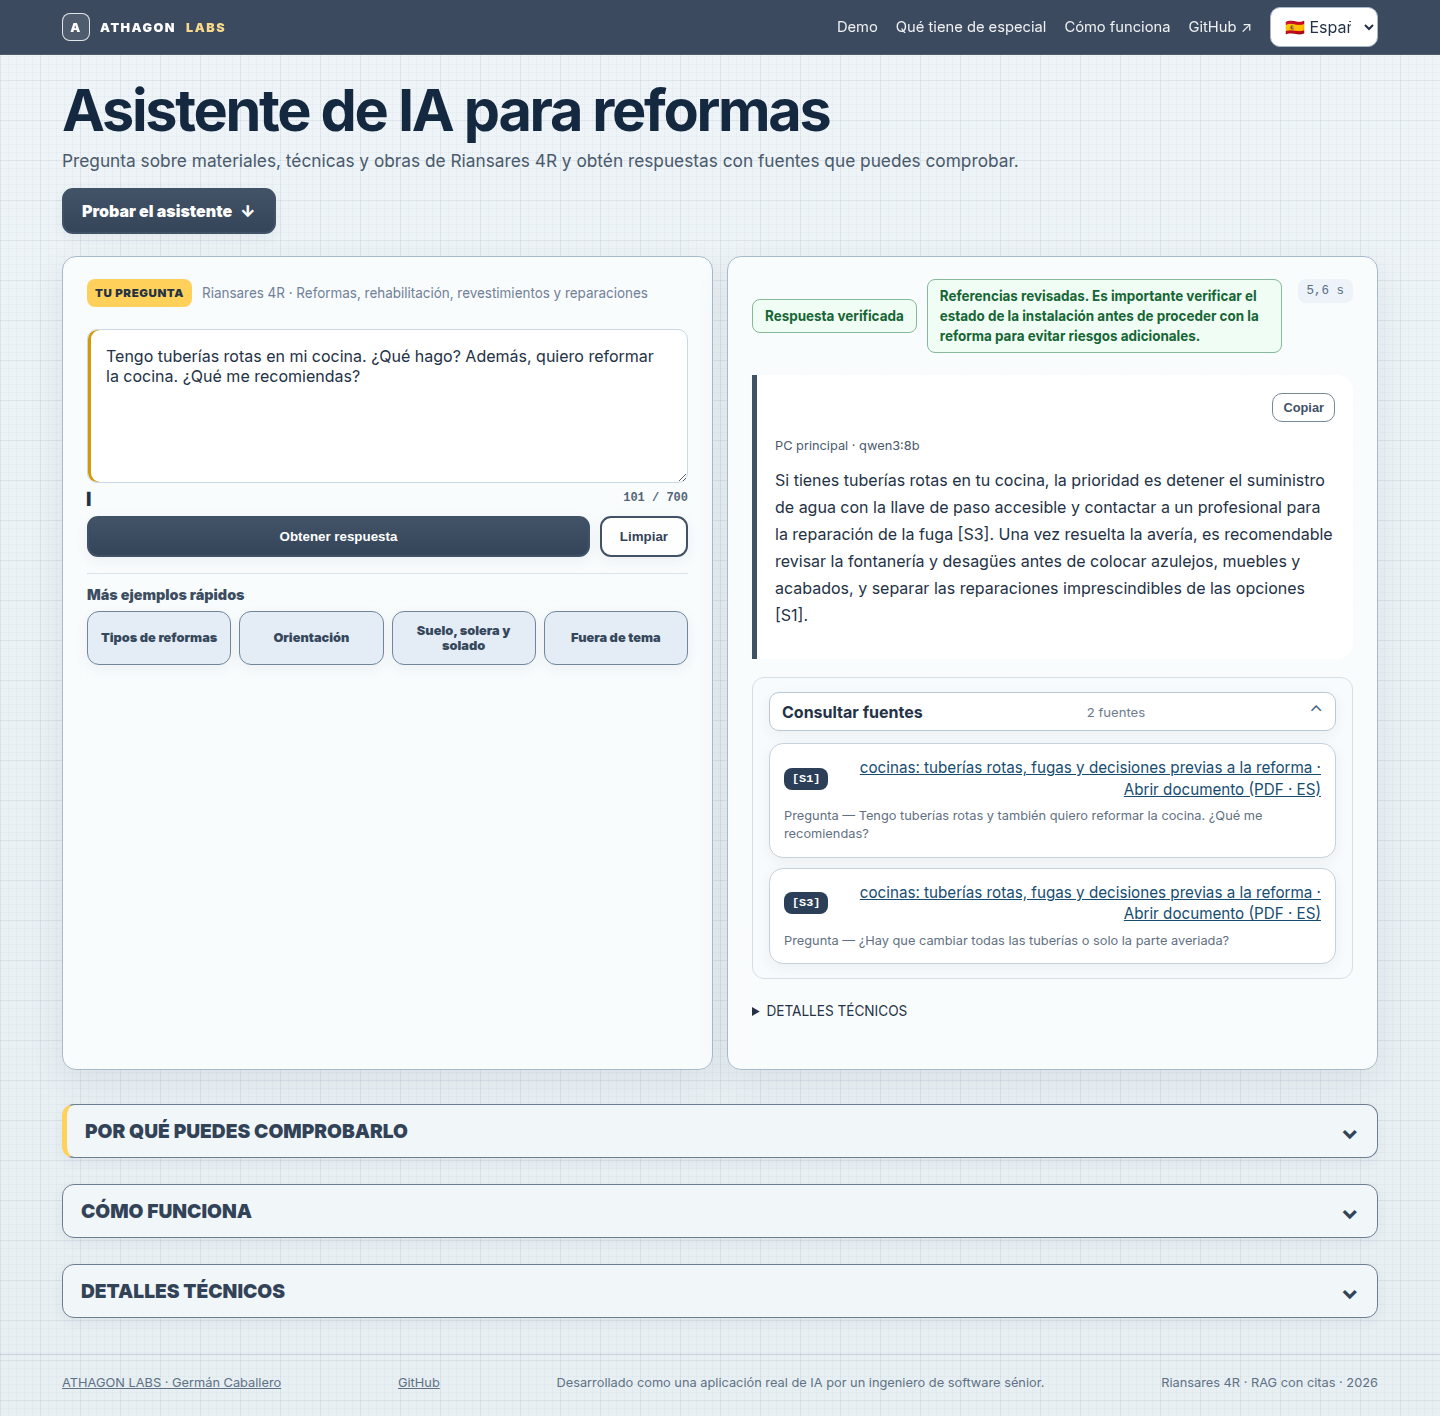 A ATHAGON LABS
Demo Qué tiene de especial Cómo funciona GitHub ↗ 🇪🇸 Españ
Asistente de IA para reformas
Pregunta sobre materiales, técnicas y obras de Riansares 4R y obtén respuestas con fuentes que puedes comprobar.
Probar el asistente ↓
TU PREGUNTA Riansares 4R · Reformas, rehabilitación, revestimientos y reparaciones
Tengo tuberías rotas en mi cocina. ¿Qué hago? Además, quiero reformar
la cocina. ¿Qué me recomiendas?
101 / 700
Obtener respuesta Limpiar
Más ejemplos rápidos
Tipos de reformas
Orientación
Suelo, solera y
solado
Fuera de tema
Respuesta verificada
Referencias revisadas. Es importante verificar el
estado de la instalación antes de proceder con la
reforma para evitar riesgos adicionales.
5,6 s
Copiar
PC principal · qwen3:8b
Si tienes tuberías rotas en tu cocina, la prioridad es detener el suministro
de agua con la llave de paso accesible y contactar a un profesional para
la reparación de la fuga [S3]. Una vez resuelta la avería, es recomendable
revisar la fontanería y desagües antes de colocar azulejos, muebles y
acabados, y separar las reparaciones imprescindibles de las opciones
[S1].
Consultar fuentes 2 fuentes
[S1] cocinas: tuberías rotas, fugas y decisiones previas a la reforma ·
Abrir documento (PDF · ES)
Pregunta — Tengo tuberías rotas y también quiero reformar la cocina. ¿Qué me
recomiendas?
[S3] cocinas: tuberías rotas, fugas y decisiones previas a la reforma ·
Abrir documento (PDF · ES)
Pregunta — ¿Hay que cambiar todas las tuberías o solo la parte averiada?
▶ DETALLES TÉCNICOS
POR QUÉ PUEDES COMPROBARLO
CÓMO FUNCIONA
DETALLES TÉCNICOS
ATHAGON LABS · Germán Caballero GitHub Desarrollado como una aplicación real de IA por un ingeniero de software sénior. Riansares 4R · RAG con citas · 2026